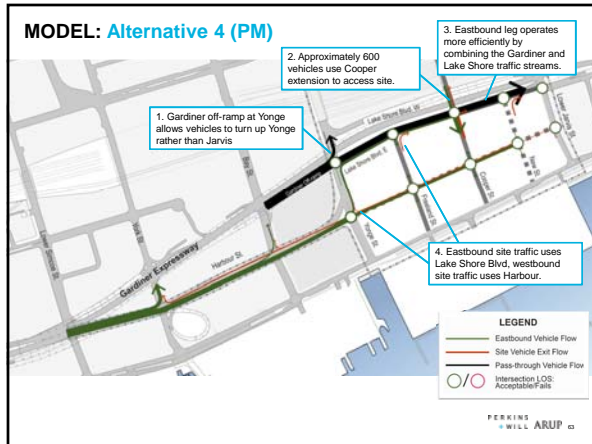 MODEL: Alternative 4 (PM)
3. Eastbound leg operates
more efficiently by
combining the Gardiner and
Lake Shore traffic streams.
2. Approximately 600
vehicles use Cooper
extension to access site.
1. Gardiner off-ramp at Yonge
allows vehicles to turn up Yonge
rather than Jarvis
Lake Shore Blvd. W
Lake Shore Blvd. E
Lower Jarvis St
Bay St
York St
Lower Simcoe St
Harbour St.
Gardiner Expressway
Yonge St
Freeland St
Cooper St
New St
4. Eastbound site traffic uses
Lake Shore Blvd, westbound
site traffic uses Harbour.
LEGEND
Eastbound Vehicle Flow
Site Vehicle Exit Flow
Pass-through Vehicle Flow
Intersection LOS:
Acceptable/Fails
PERKINS
+ WILL ARUP 63